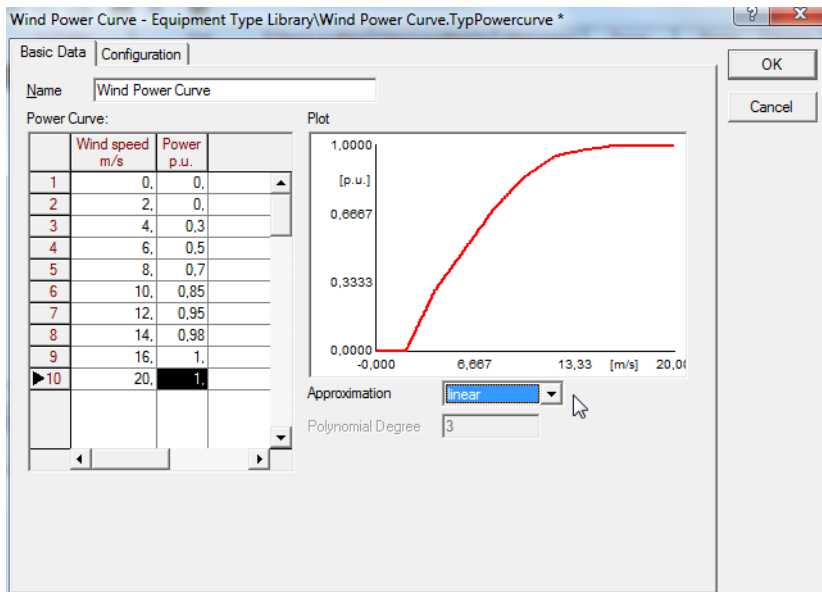 Wind Power Curve - Equipment Type Library\Wind Power Curve.TypPowercurve *
Basic Data Configuration
OK
Cancel
Name Wind Power Curve
Power Curve:
Wind speed m/s Power p.u.
1 0, 0,
2 2, 0,
3 4, 0,3
4 6, 0,5
5 8, 0,7
6 10, 0,85
7 12, 0,95
8 14, 0,98
9 16, 1,
10 20, 1,
Plot
1,0000
[p.u.]
0,6667
0,3333
0,0000
-0,000 6,667 13,33 [m/s] 20,00
Approximation linear
Polynomial Degree 3